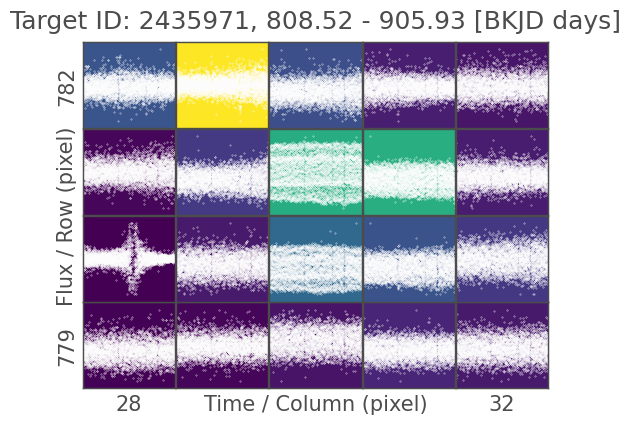 Target ID: 2435971, 808.52 - 905.93 [BKJD days]
782
Flux / Row (pixel)
779
28
Time / Column (pixel)
32